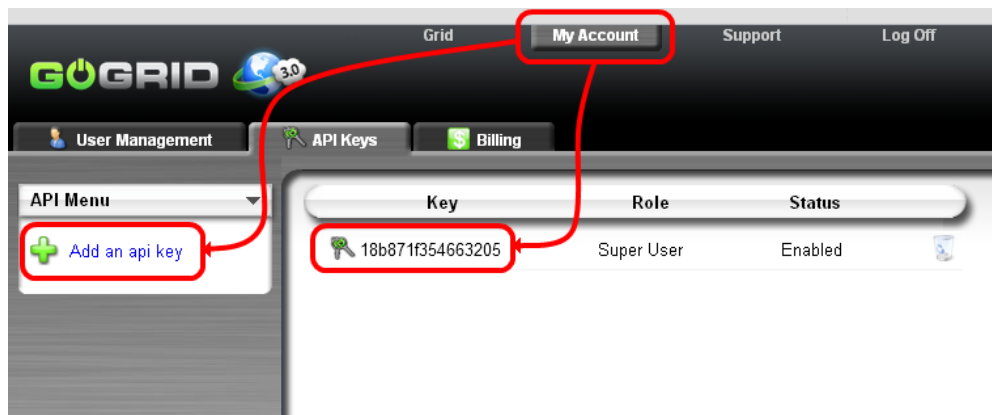 Grid My Account Support Log Off
GOGRID 3.0
User Management API Keys Billing
API Menu
Key Role Status
Add an api key
18b871f354663205 Super User Enabled